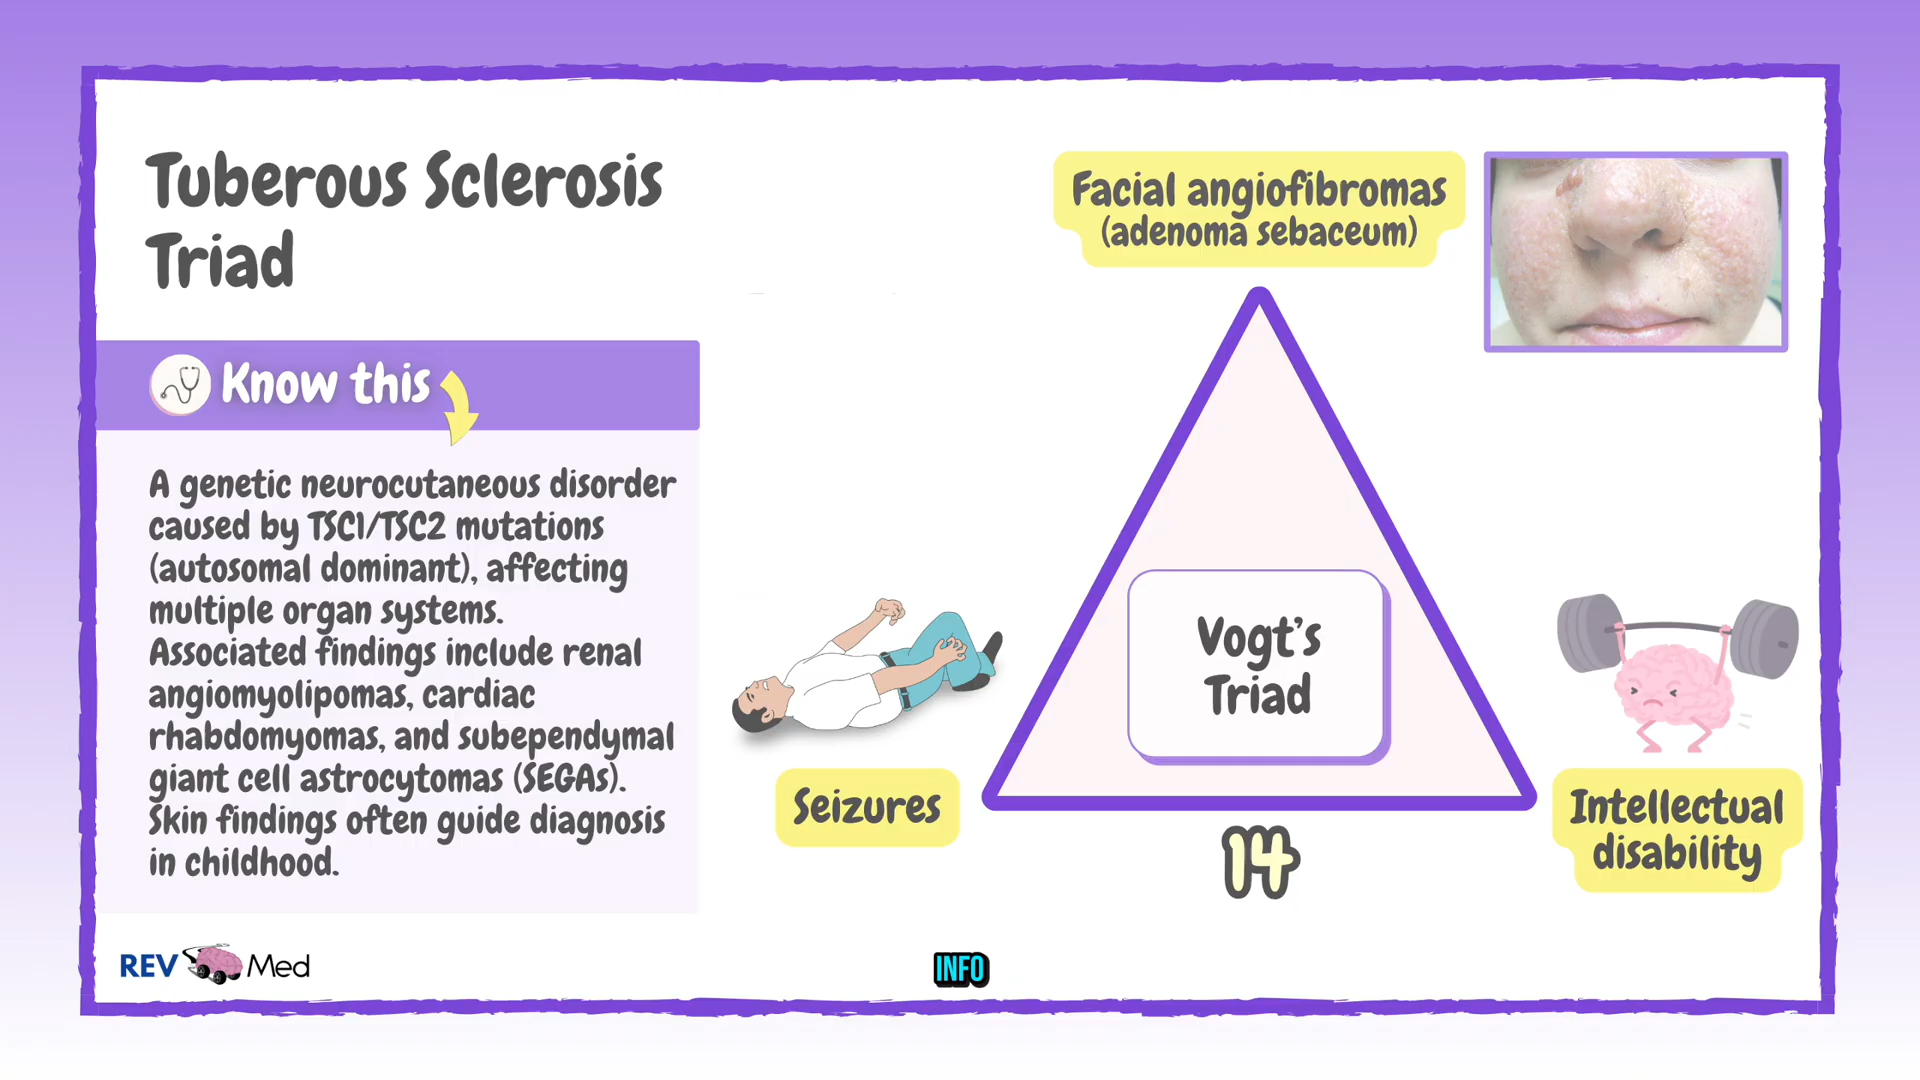 Tuberous Sclerosis
Triad
Know this
A genetic neurocutaneous disorder
caused by TSC1/TSC2 mutations
(autosomal dominant), affecting
multiple organ systems.
Associated findings include renal
angiomyolipomas, cardiac
rhabdomyomas, and subependymal
giant cell astrocytomas (SEGAs).
Skin findings often guide diagnosis
in childhood.
Facial angiofibromas
(adenoma sebaceum)
Vogt's
Triad
Seizures
Intellectual
disability
14
REV Med
INFO